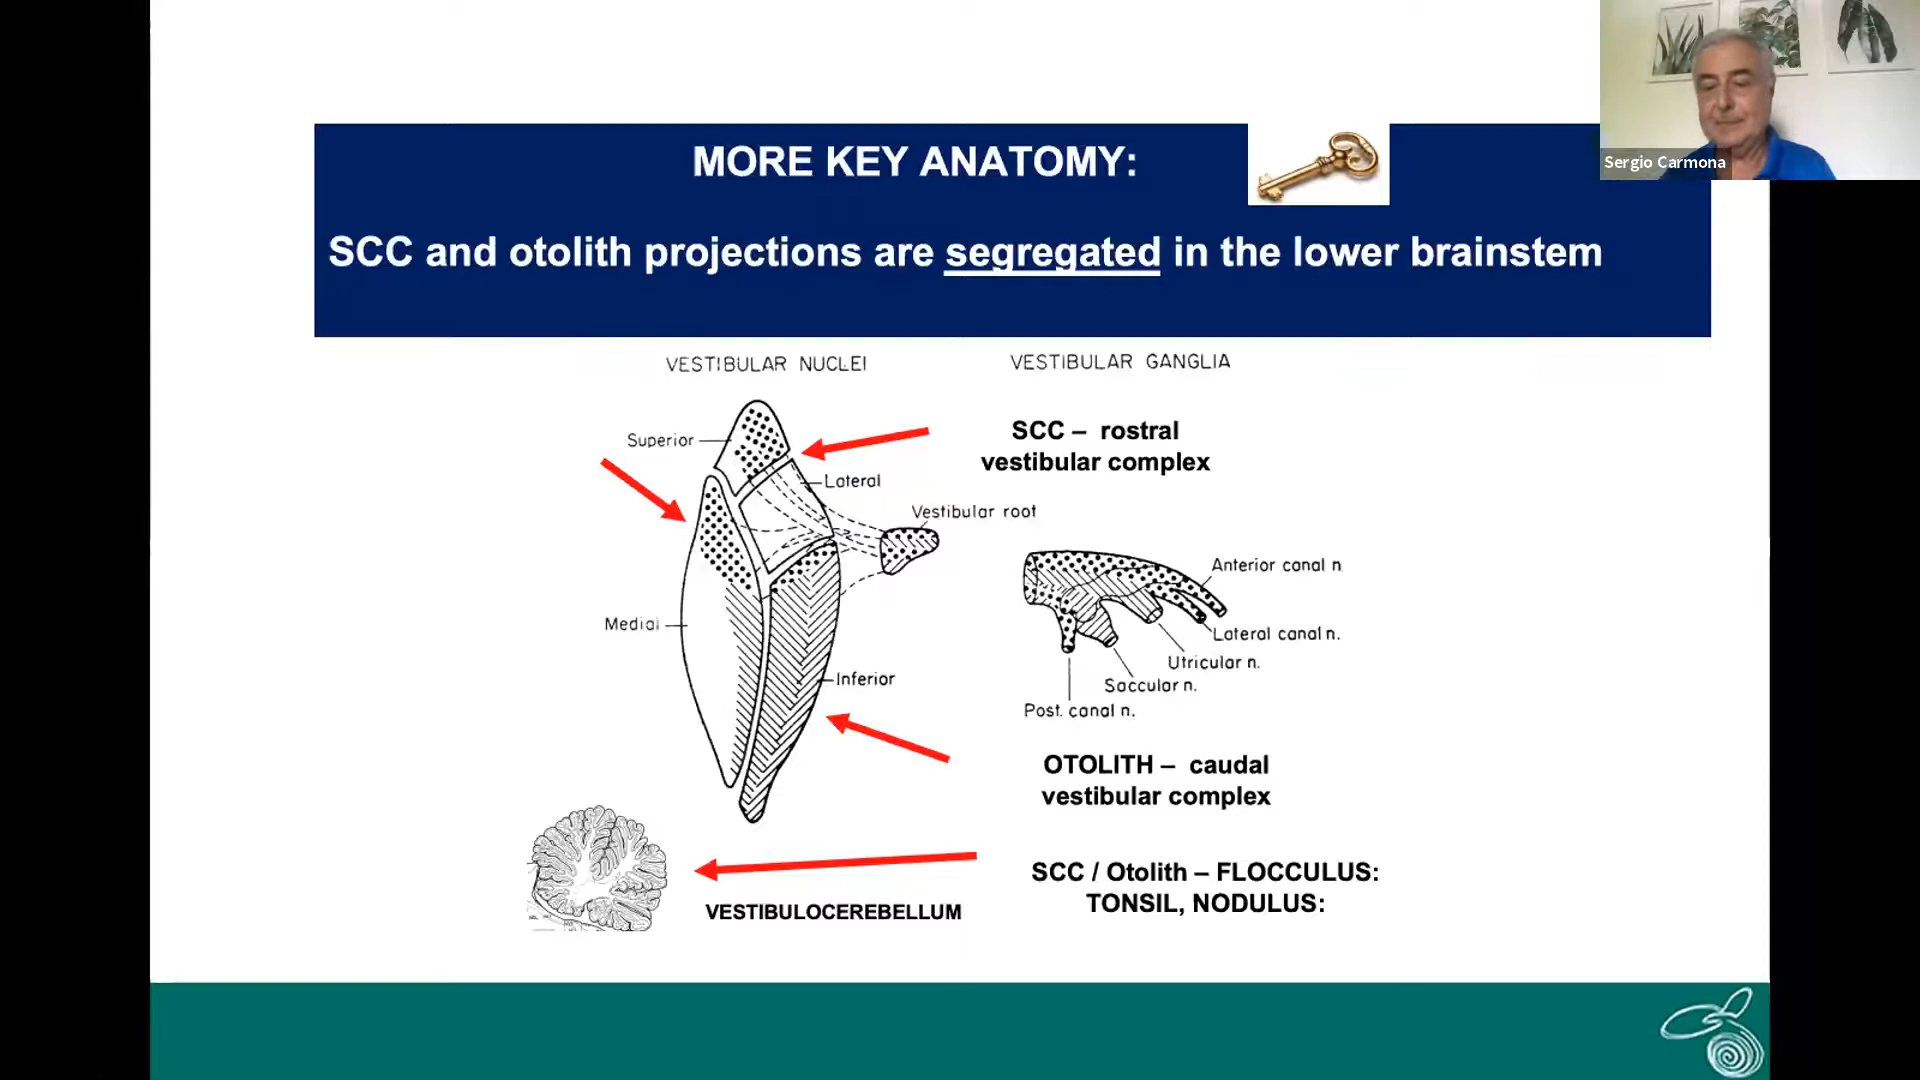 MORE KEY ANATOMY:
Sergio Carmona
SCC and otolith projections are segregated in the lower brainstem
VESTIBULAR NUCLEI
VESTIBULAR GANGLIA
SCC – rostral
vestibular complex
Superior
Lateral
Vestibular root
Anterior canal n
Medial
Lateral canal n.
Utricular n.
Inferior
Saccular n.
Post. canal n.
OTOLITH – caudal
vestibular complex
SCC / Otolith – FLOCCULUS:
TONSIL, NODULUS:
VESTIBULOCEREBELLUM